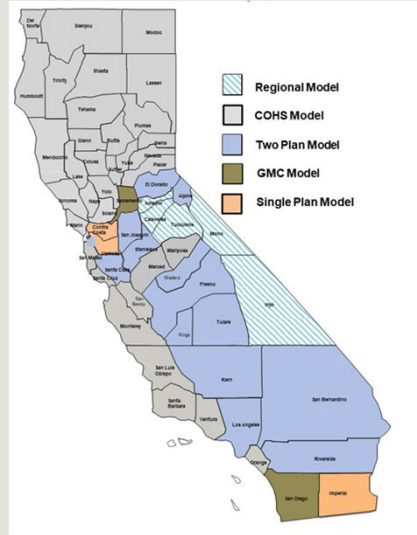 Del
Norte
Siskiyou
Modoc
Humboldt
Trinity
Shasta
Lassen
Tehama
Plumas
Mendocino
Glenn
Butte
Sierra
Colusa
Yuba
Nevada
Placer
Lake
Sutter
Yolo
El Dorado
Sonoma
Napa
Sacramento
Alpine
Solano
Amador
Marin
Contra
Costa
San Joaquin
Calaveras
Tuolumne
Mono
Alameda
San Mateo
Stanislaus
Mariposa
Santa Clara
Merced
Santa Cruz
Madera
San
Benito
Fresno
Inyo
Monterey
Kings
Tulare
San Luis
Obispo
Kern
San Bernardino
Santa
Barbara
Ventura
Los Angeles
Orange
Riverside
San Diego
Imperial
Regional Model
COHS Model
Two Plan Model
GMC Model
Single Plan Model